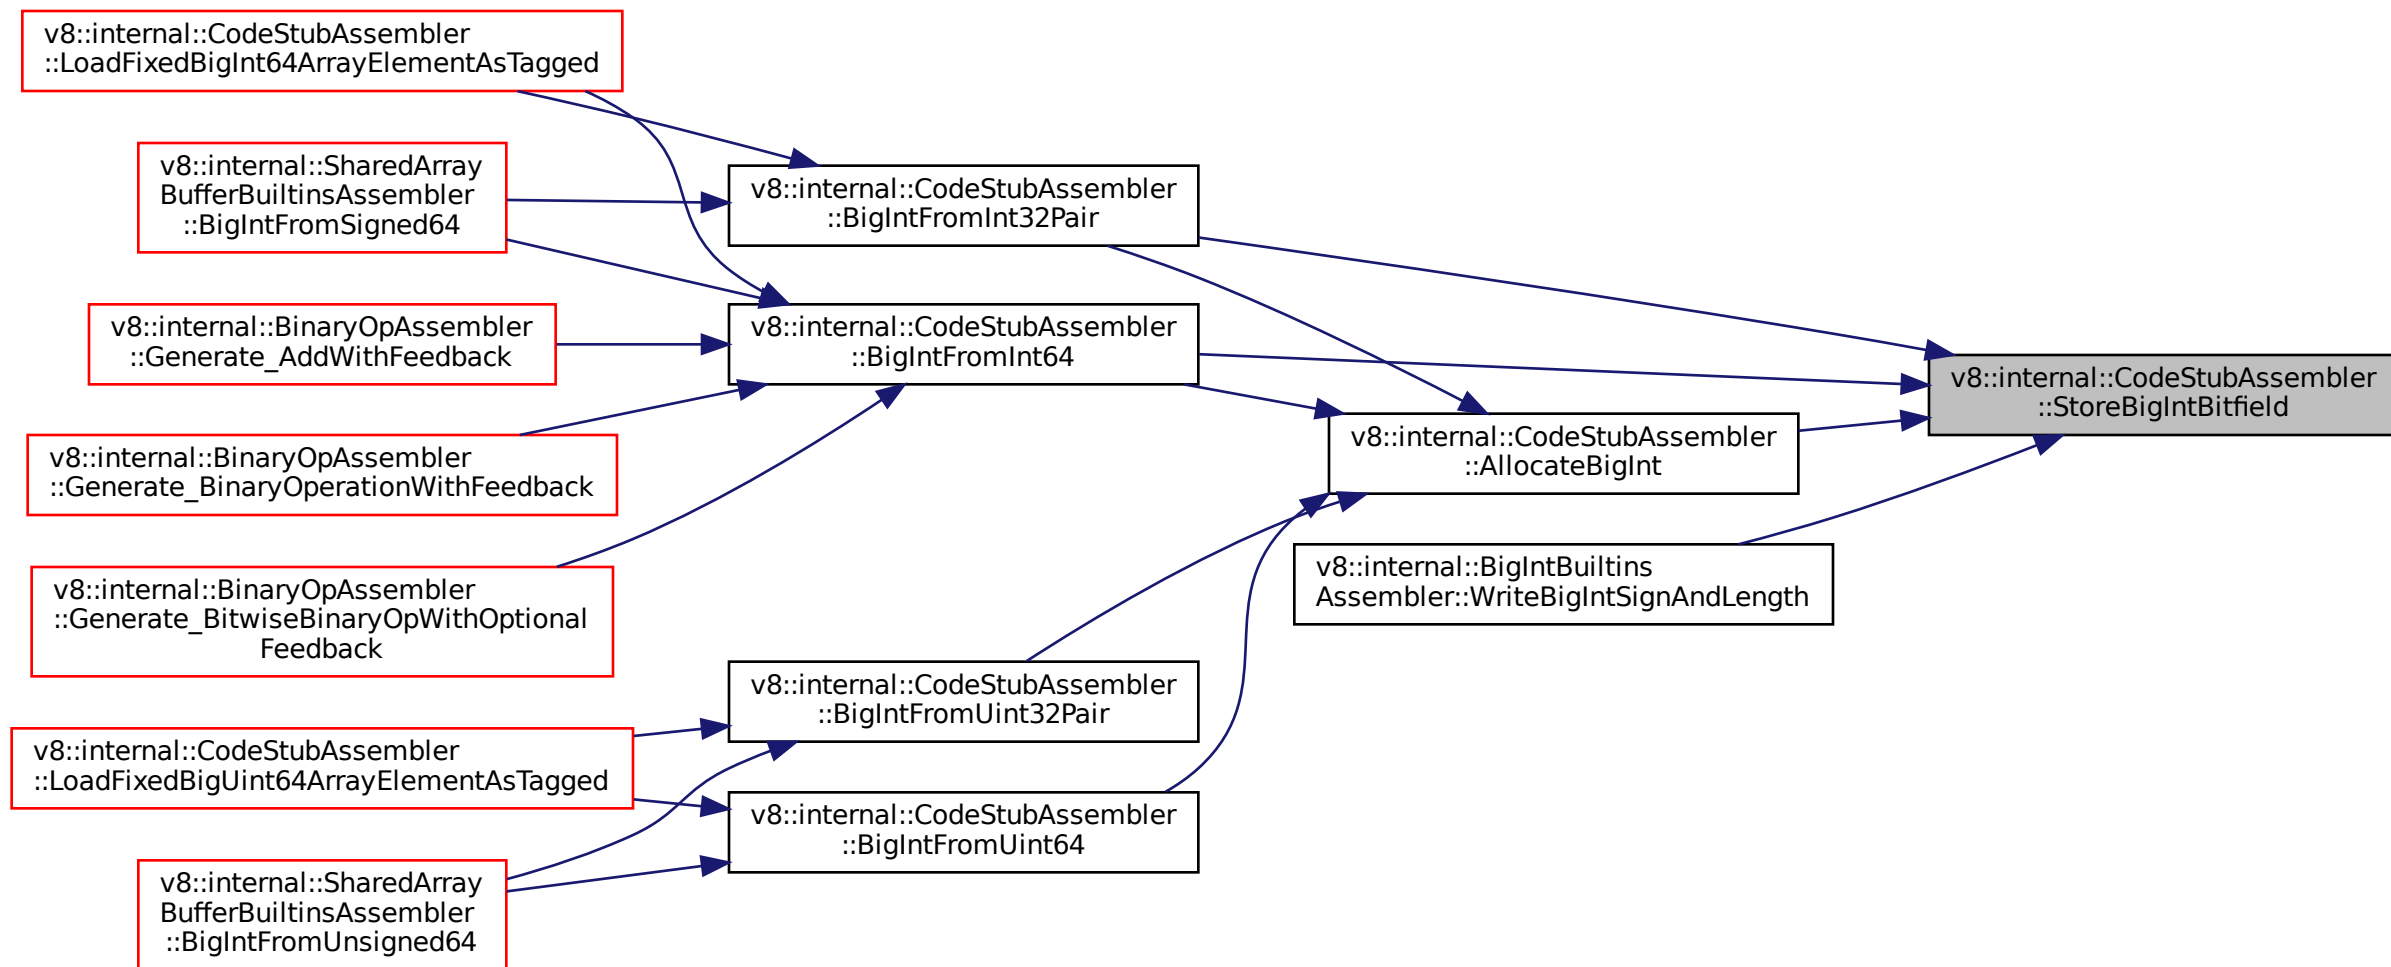 v8::internal::CodeStubAssembler
::LoadFixedBigInt64ArrayElementAsTagged
v8::internal::SharedArray
BufferBuiltinsAssembler
::BigIntFromSigned64
v8::internal::BinaryOpAssembler
::Generate_AddWithFeedback
v8::internal::BinaryOpAssembler
::Generate_BinaryOperationWithFeedback
v8::internal::BinaryOpAssembler
::Generate_BitwiseBinaryOpWithOptional
Feedback
v8::internal::CodeStubAssembler
::LoadFixedBigUint64ArrayElementAsTagged
v8::internal::SharedArray
BufferBuiltinsAssembler
::BigIntFromUnsigned64
v8::internal::CodeStubAssembler
::BigIntFromInt32Pair
v8::internal::CodeStubAssembler
::BigIntFromInt64
v8::internal::CodeStubAssembler
::BigIntFromUint32Pair
v8::internal::CodeStubAssembler
::BigIntFromUint64
v8::internal::CodeStubAssembler
::AllocateBigInt
v8::internal::BigIntBuiltins
Assembler::WriteBigIntSignAndLength
v8::internal::CodeStubAssembler
::StoreBigIntBitfield